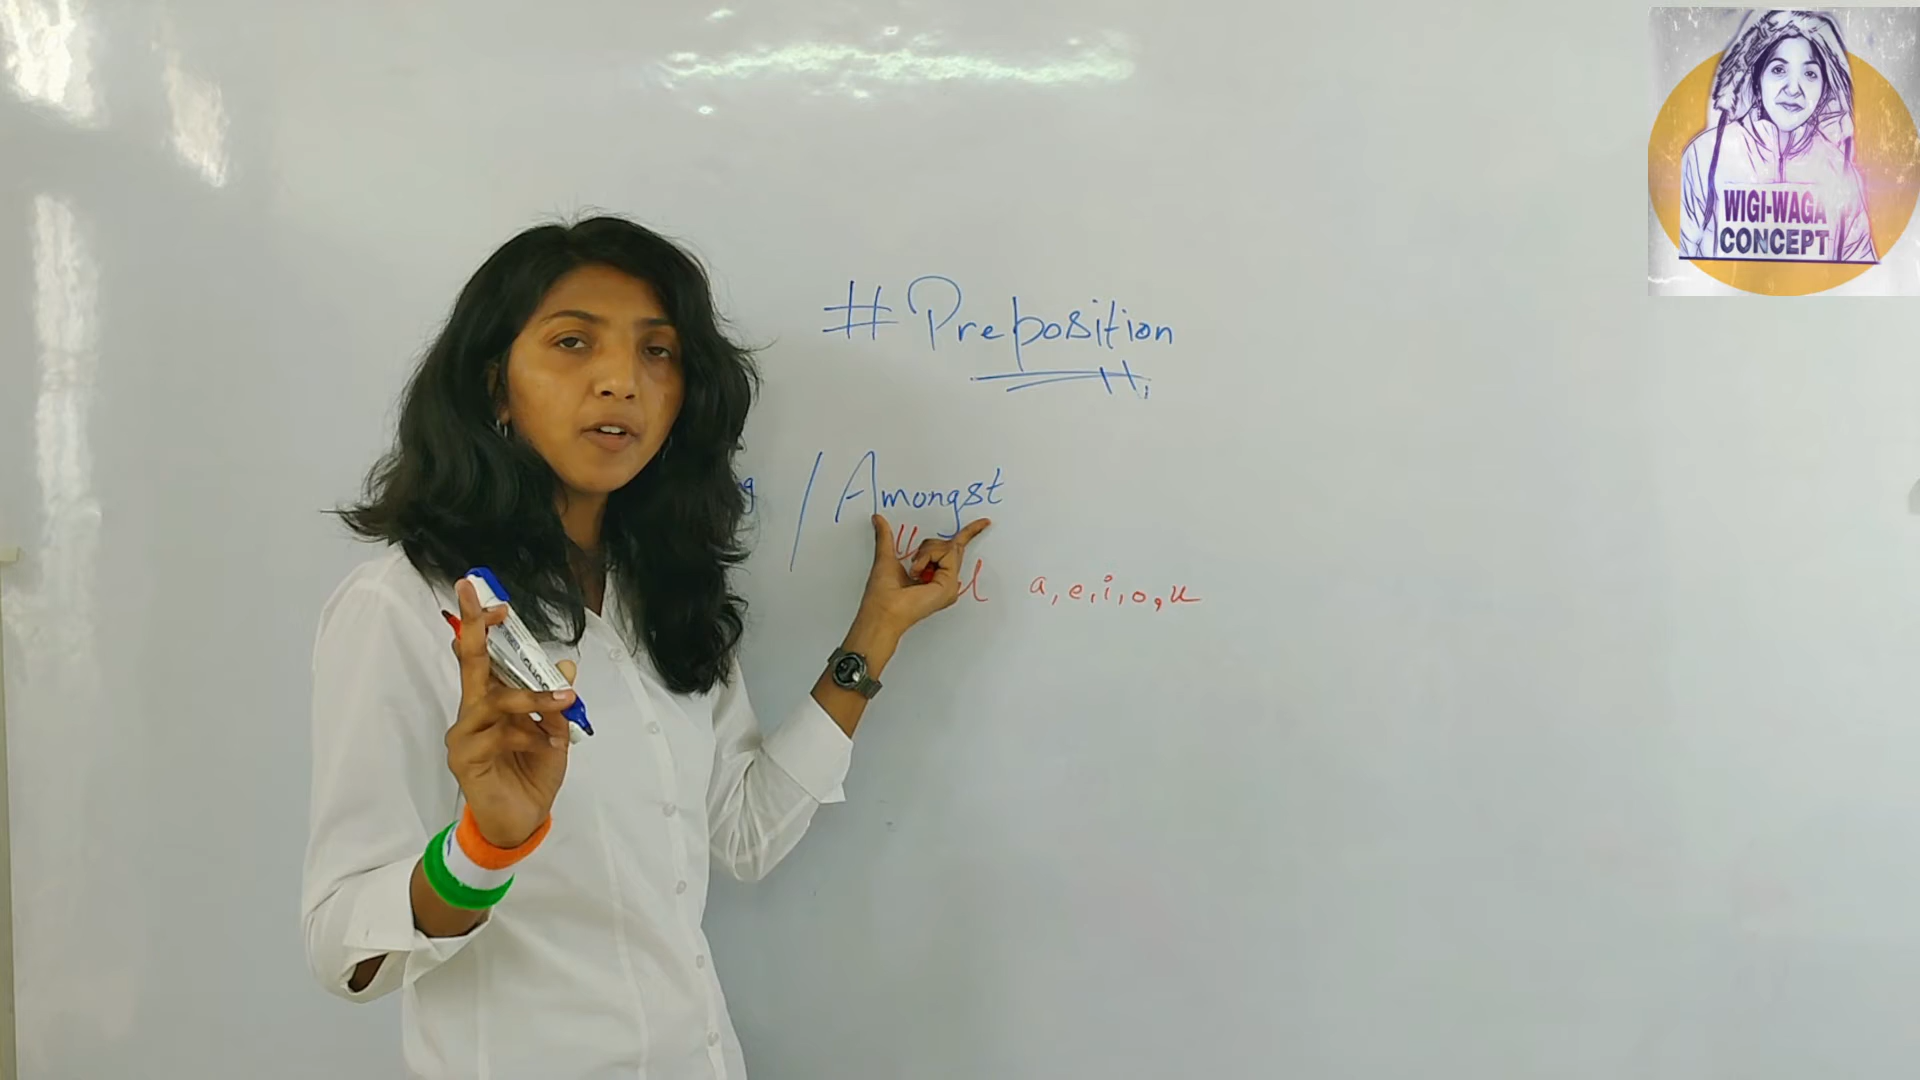 WIGI-WAGA
CONCEPT
#Preposition
/ Amongst
a, e, i, o, u